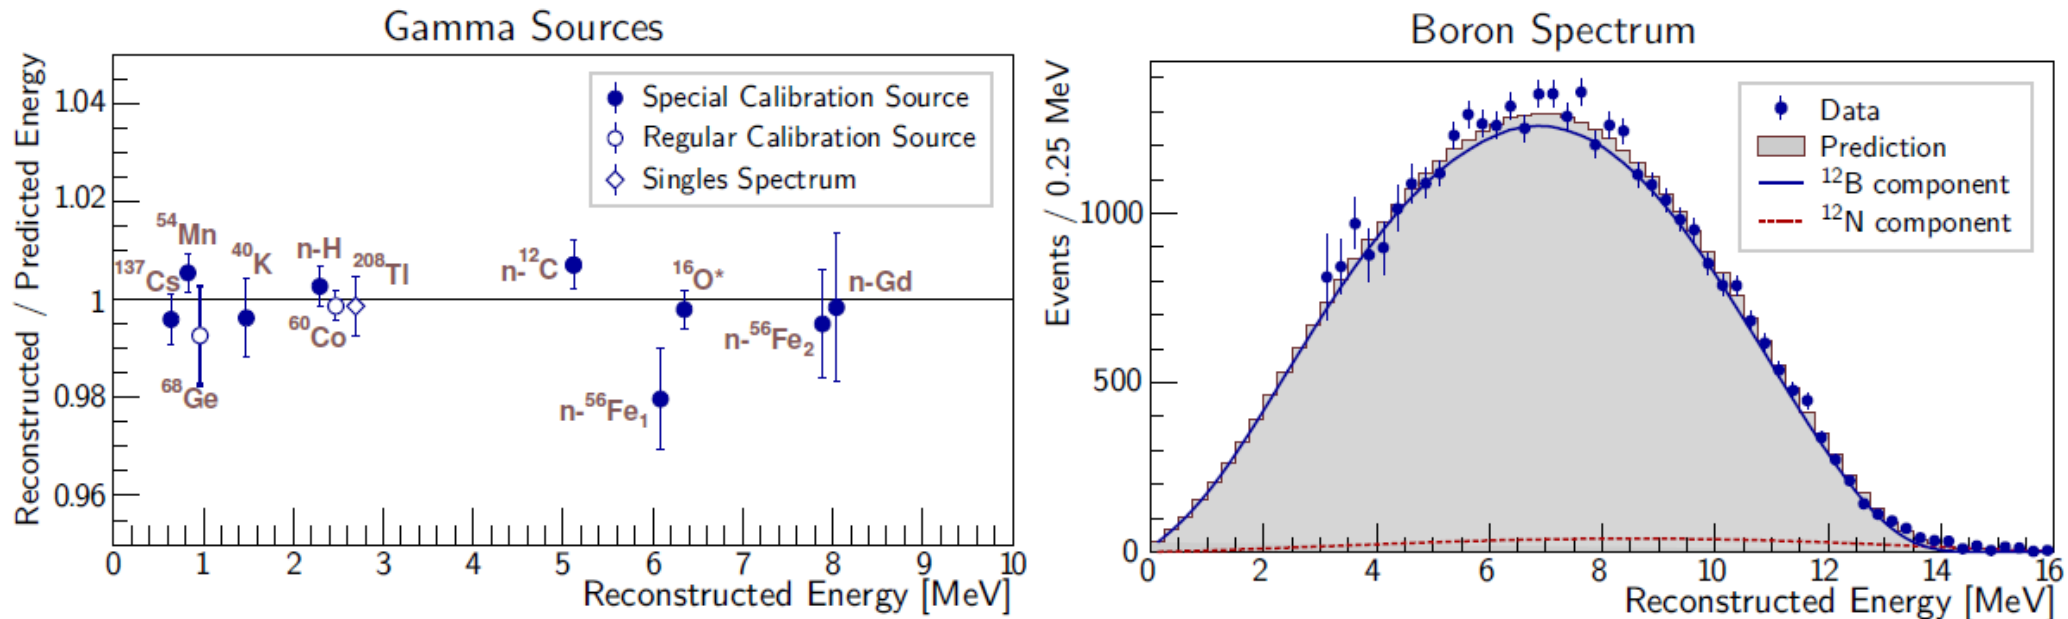 Gamma Sources
Reconstructed / Predicted Energy
1.04
1.02
1
0.98
0.96
Special Calibration Source
Regular Calibration Source
Singles Spectrum
⁵⁴Mn
¹³⁷Cs
⁴⁰K
n-H
²⁰⁸Tl
⁶⁰Co
⁶⁸Ge
n-¹²C
¹⁶O*
n-Gd
n-⁵⁶Fe₂
n-⁵⁶Fe₁
0 1 2 3 4 5 6 7 8 9 10
Reconstructed Energy [MeV]
Boron Spectrum
Events / 0.25 MeV
1000
500
0
Data
Prediction
¹²B component
¹²N component
0 2 4 6 8 10 12 14 16
Reconstructed Energy [MeV]